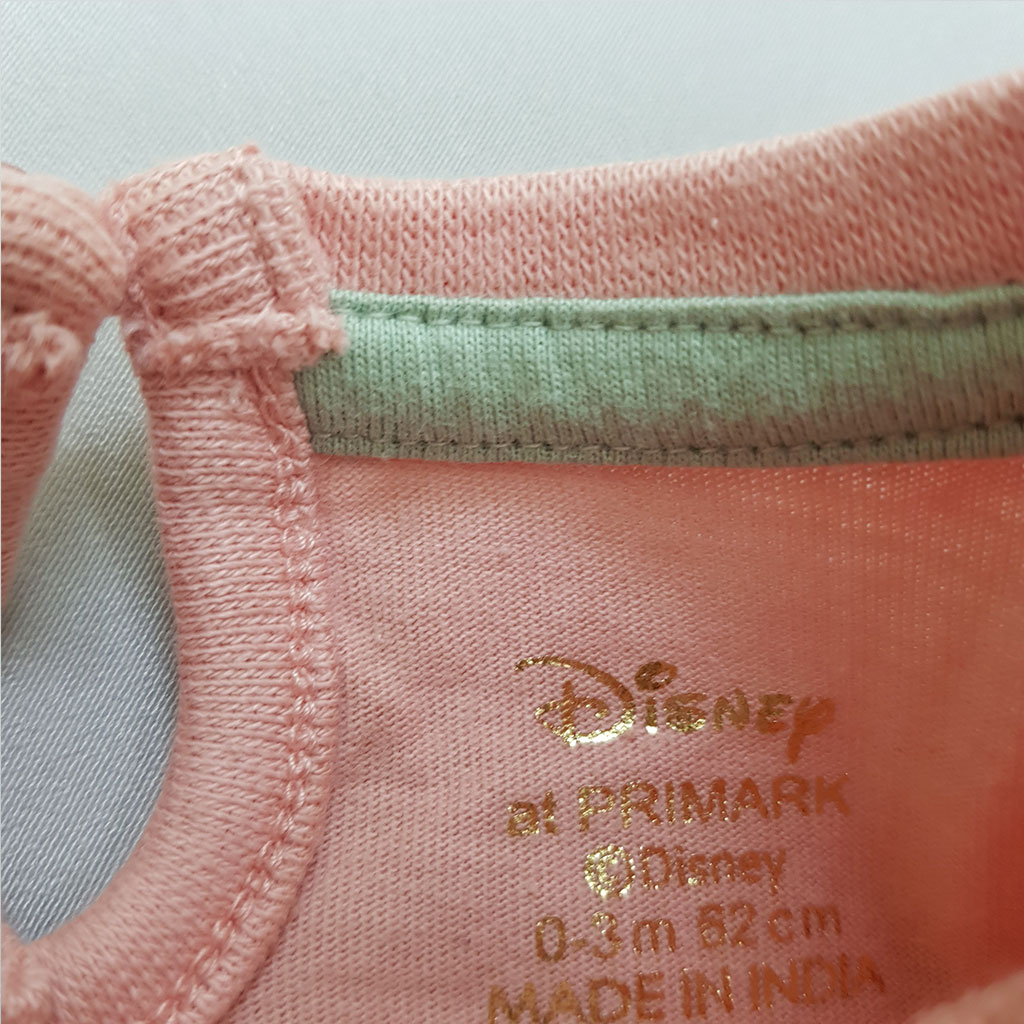 Disney
at PRIMARK
©Disney
0-3 m 62 cm
MADE IN INDIA